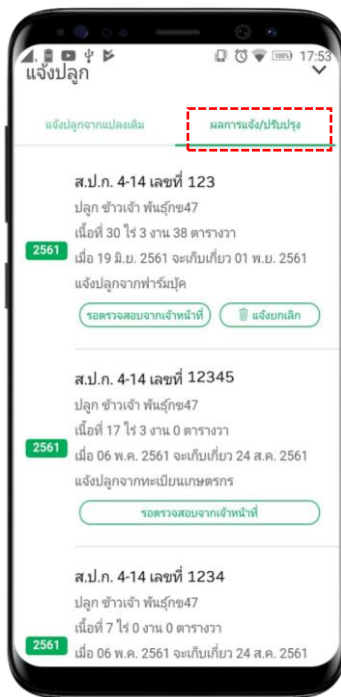 17:53
แจ้งปลูก
แจ้งปลูกจากแปลงเดิม
ผลการแจ้ง/ปรับปรุง
ส.ป.ก. 4-14 เลขที่ 123
ปลูก ข้าวเจ้า พันธุ์กข47
เนื้อที่ 30 ไร่ 3 งาน 38 ตารางวา
2561 เมื่อ 19 มิ.ย. 2561 จะเก็บเกี่ยว 01 พ.ย. 2561
แจ้งปลูกจากฟาร์มบุ๊ค
รอตรวจสอบจากเจ้าหน้าที่ แจ้งยกเลิก
ส.ป.ก. 4-14 เลขที่ 12345
ปลูก ข้าวเจ้า พันธุ์กข47
เนื้อที่ 17 ไร่ 3 งาน 0 ตารางวา
2561 เมื่อ 06 พ.ค. 2561 จะเก็บเกี่ยว 24 ส.ค. 2561
แจ้งปลูกจากทะเบียนเกษตรกร
รอตรวจสอบจากเจ้าหน้าที่
ส.ป.ก. 4-14 เลขที่ 1234
ปลูก ข้าวเจ้า พันธุ์กข47
เนื้อที่ 7 ไร่ 0 งาน 0 ตารางวา
2561 เมื่อ 06 พ.ค. 2561 จะเก็บเกี่ยว 24 ส.ค. 2561